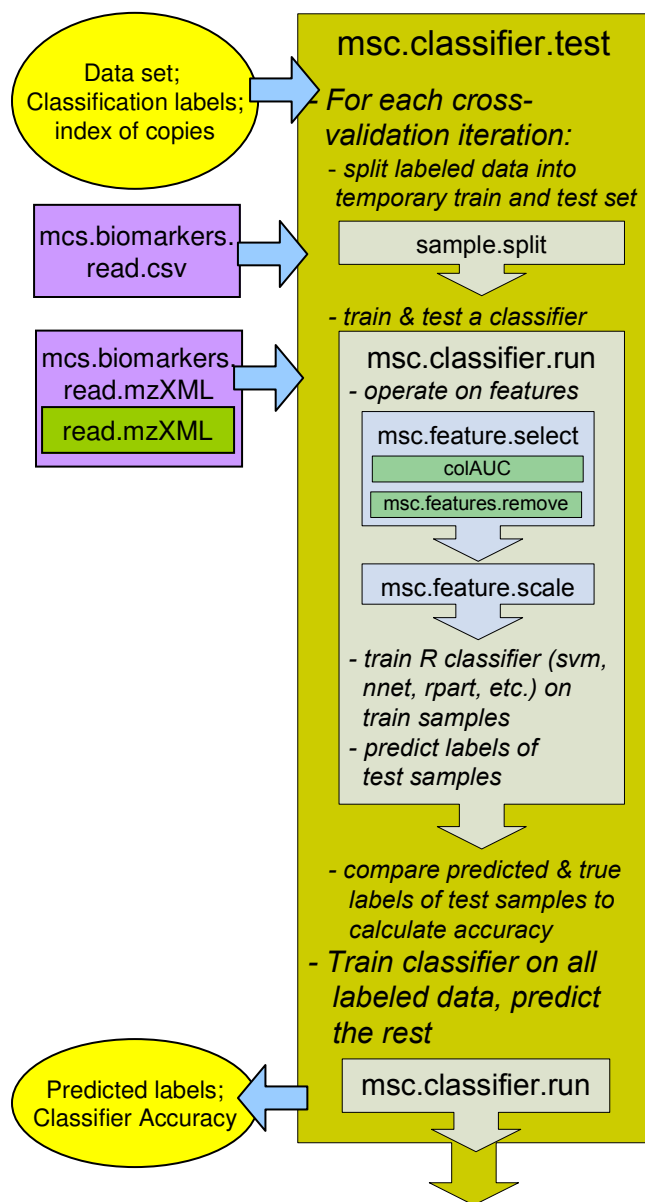 Data set;
Classification labels;
index of copies
mcs.biomarkers.
read.csv
mcs.biomarkers.
read.mzXML
read.mzXML
msc.classifier.test
- For each cross-
validation iteration:
- split labeled data into
temporary train and test set
sample.split
- train & test a classifier
msc.classifier.run
- operate on features
msc.feature.select
colAUC
msc.features.remove
msc.feature.scale
- train R classifier (svm,
nnet, rpart, etc.) on
train samples
- predict labels of
test samples
- compare predicted & true
labels of test samples to
calculate accuracy
- Train classifier on all
labeled data, predict
the rest
msc.classifier.run
Predicted labels;
Classifier Accuracy